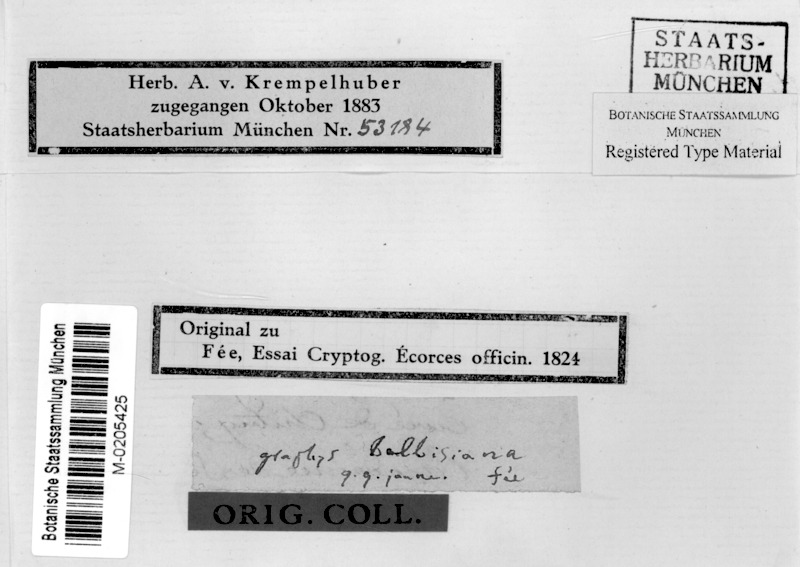 STAATS-
HERBARIUM
MÜNCHEN
Herb. A. v. Krempelhuber
zugegangen Oktober 1883
Staatsherbarium München Nr. 53184
BOTANISCHE STAATSSAMMLUNG
MÜNCHEN
Registered Type Material
Botanische Staatssammlung München
M-0205425
Original zu
Fée, Essai Cryptog. Écorces officin. 1824
graphys Balbisiana
q. q. jaune. fée
ORIG. COLL.